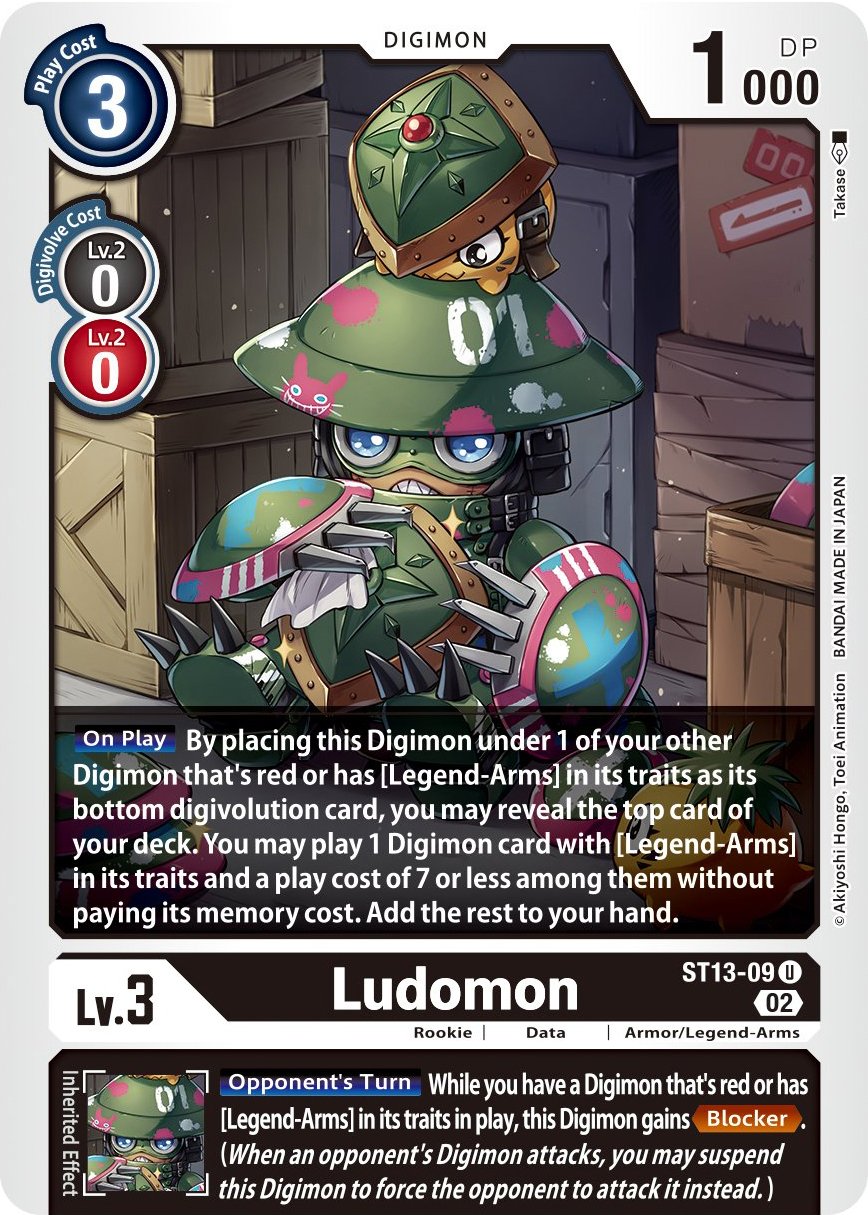 DIGIMON
Play Cost
3
DP
1000
Digivolve Cost
Lv.2
0
Lv.2
0
01
00
Takase
BANDAI MADE IN JAPAN
© Akiyoshi Hongo, Toei Animation
On Play By placing this Digimon under 1 of your other
Digimon that's red or has [Legend-Arms] in its traits as its
bottom digivolution card, you may reveal the top card of
your deck. You may play 1 Digimon card with [Legend-Arms]
in its traits and a play cost of 7 or less among them without
paying its memory cost. Add the rest to your hand.
Lv.3
Ludomon
ST13-09 U
02
Rookie | Data | Armor/Legend-Arms
Inherited Effect
01
Opponent's Turn While you have a Digimon that's red or has
[Legend-Arms] in its traits in play, this Digimon gains Blocker.
(When an opponent's Digimon attacks, you may suspend
this Digimon to force the opponent to attack it instead.)